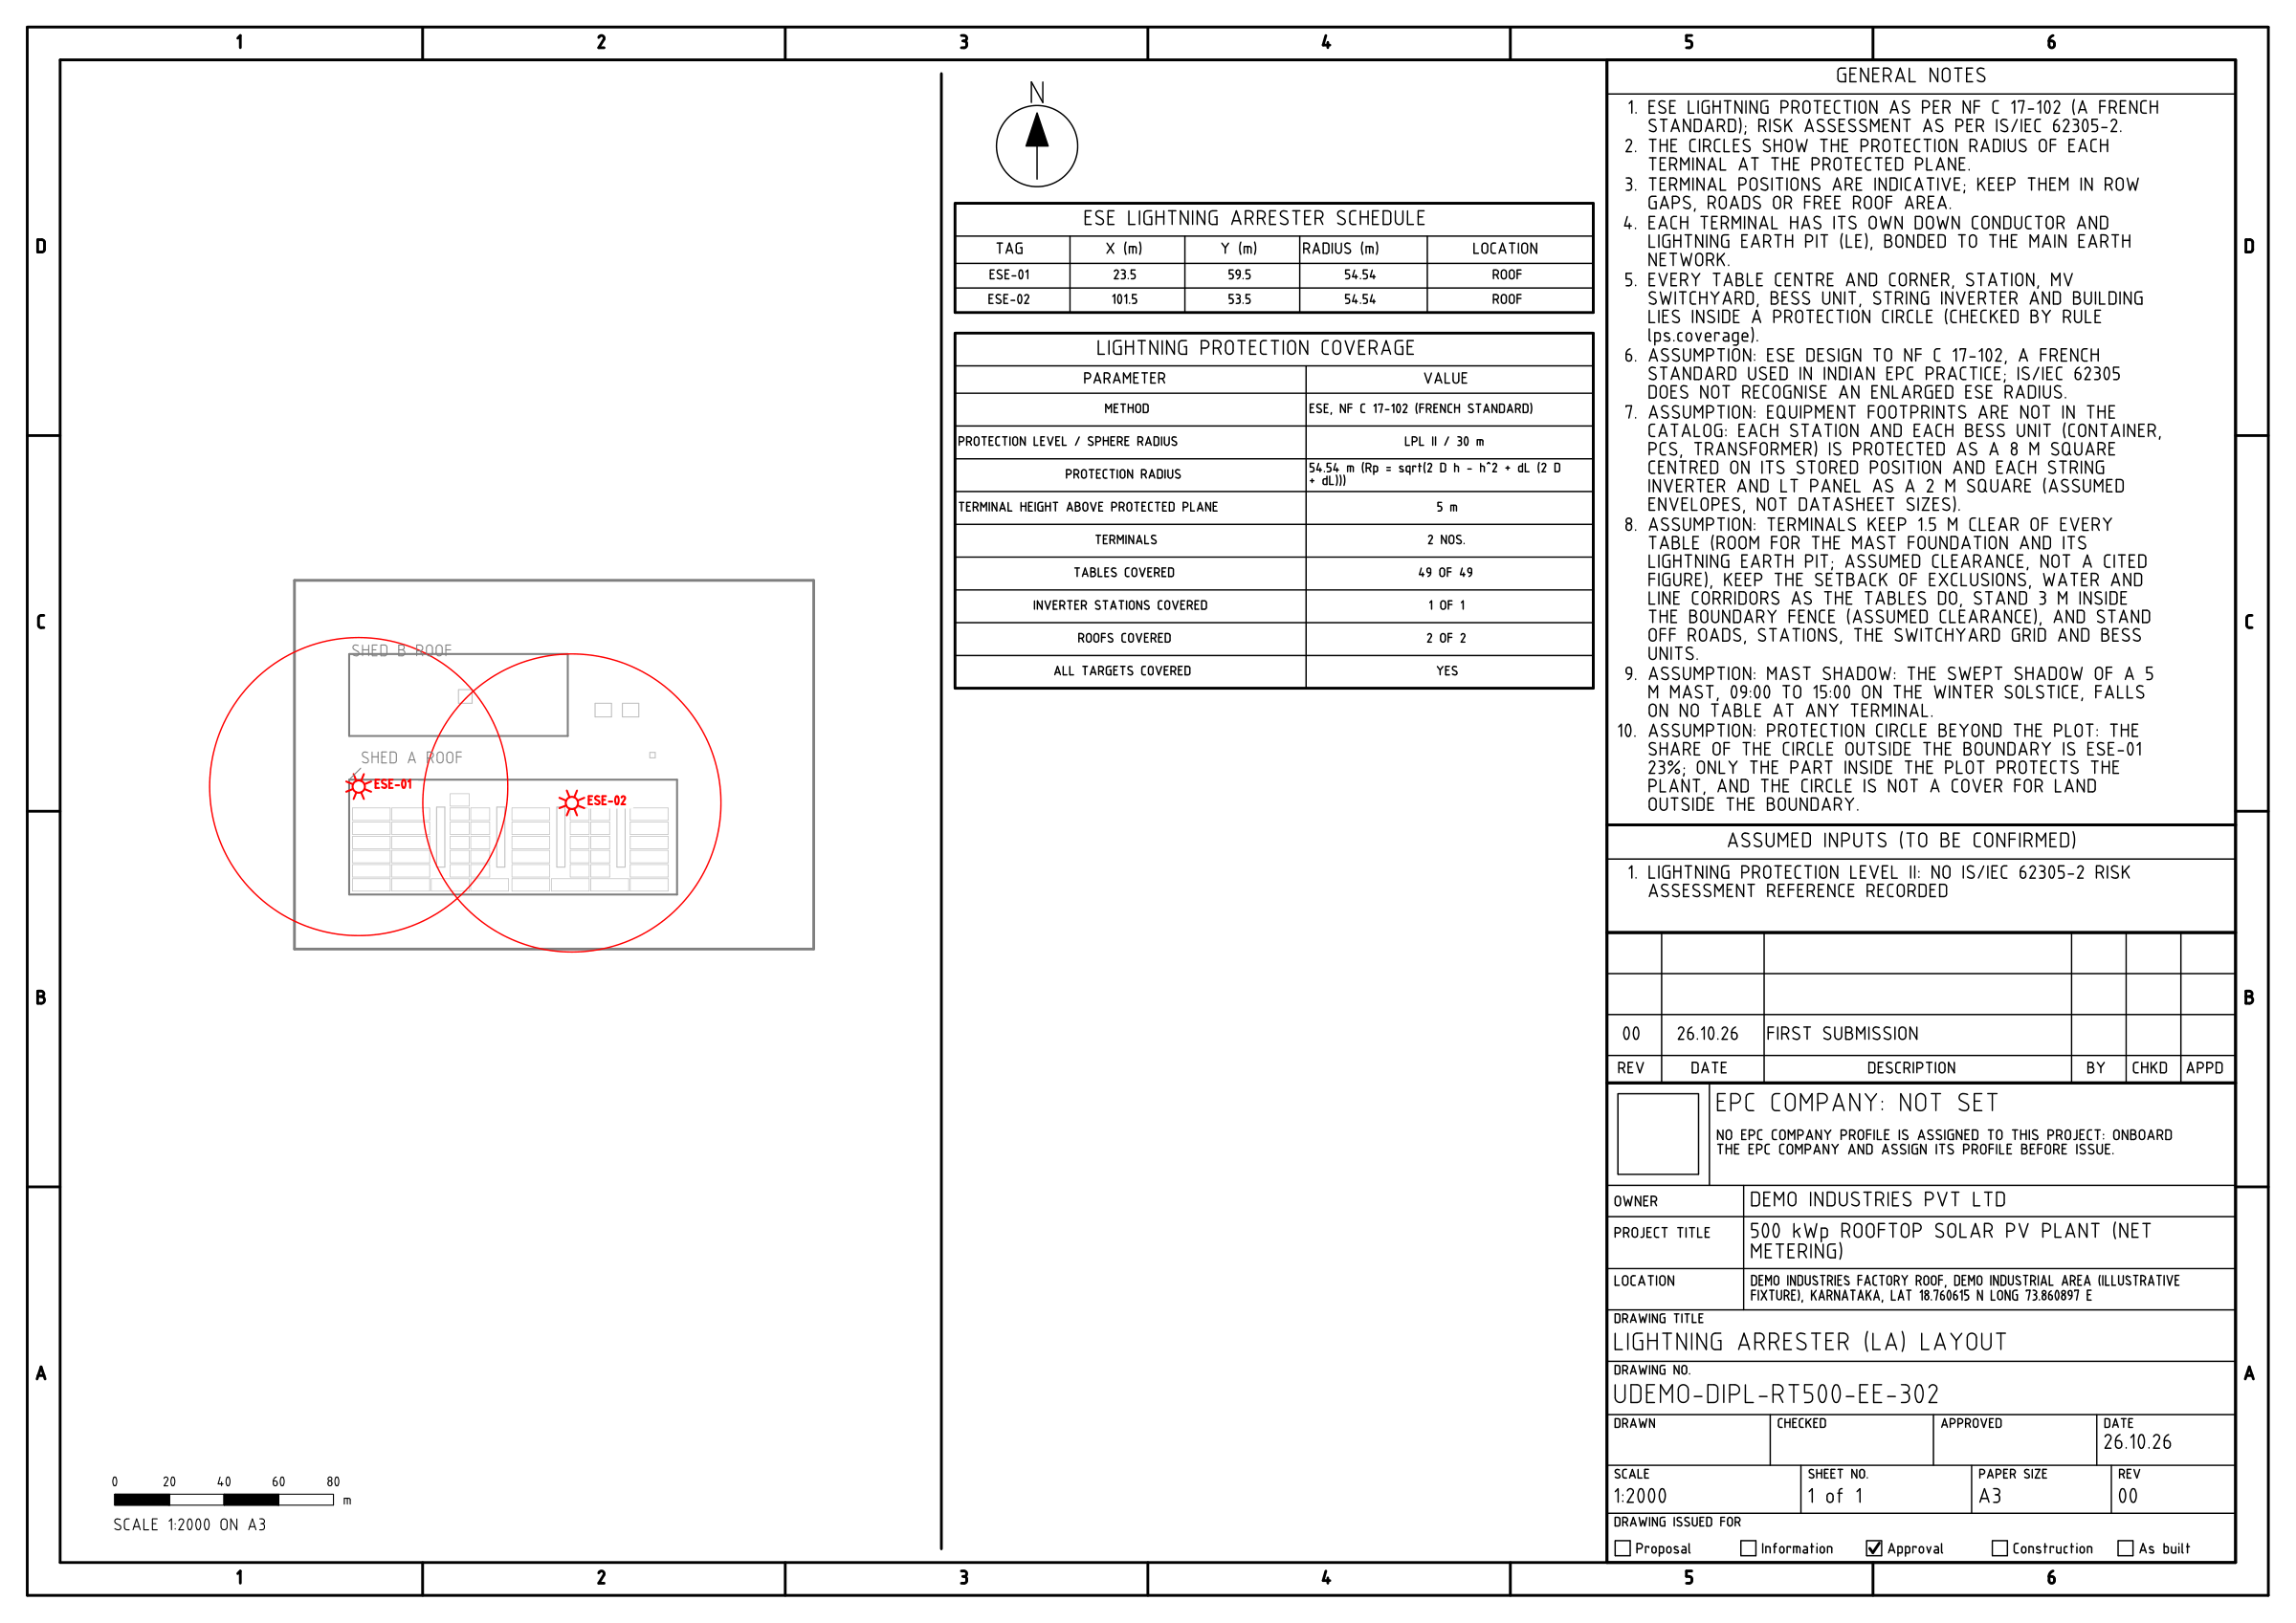 1 2 3 4 5 6
D
C
B
A
N
SHED B ROOF
SHED A ROOF
ESE-01
ESE-02
0 20 40 60 80 m
SCALE 1:2000 ON A3
ESE LIGHTNING ARRESTER SCHEDULE
TAG X (m) Y (m) RADIUS (m) LOCATION
ESE-01 23.5 59.5 54.54 ROOF
ESE-02 101.5 53.5 54.54 ROOF
LIGHTNING PROTECTION COVERAGE
PARAMETER VALUE
METHOD ESE, NF C 17-102 (FRENCH STANDARD)
PROTECTION LEVEL / SPHERE RADIUS LPL II / 30 m
PROTECTION RADIUS 54.54 m (Rp = sqrt(2 D h - h^2 + dL (2 D
+ dL)))
TERMINAL HEIGHT ABOVE PROTECTED PLANE 5 m
TERMINALS 2 NOS.
TABLES COVERED 49 OF 49
INVERTER STATIONS COVERED 1 OF 1
ROOFS COVERED 2 OF 2
ALL TARGETS COVERED YES
GENERAL NOTES
1. ESE LIGHTNING PROTECTION AS PER NF C 17-102 (A FRENCH
STANDARD); RISK ASSESSMENT AS PER IS/IEC 62305-2.
2. THE CIRCLES SHOW THE PROTECTION RADIUS OF EACH
TERMINAL AT THE PROTECTED PLANE.
3. TERMINAL POSITIONS ARE INDICATIVE; KEEP THEM IN ROW
GAPS, ROADS OR FREE ROOF AREA.
4. EACH TERMINAL HAS ITS OWN DOWN CONDUCTOR AND
LIGHTNING EARTH PIT (LE), BONDED TO THE MAIN EARTH
NETWORK.
5. EVERY TABLE CENTRE AND CORNER, STATION, MV
SWITCHYARD, BESS UNIT, STRING INVERTER AND BUILDING
LIES INSIDE A PROTECTION CIRCLE (CHECKED BY RULE
lps.coverage).
6. ASSUMPTION: ESE DESIGN TO NF C 17-102, A FRENCH
STANDARD USED IN INDIAN EPC PRACTICE; IS/IEC 62305
DOES NOT RECOGNISE AN ENLARGED ESE RADIUS.
7. ASSUMPTION: EQUIPMENT FOOTPRINTS ARE NOT IN THE
CATALOG: EACH STATION AND EACH BESS UNIT (CONTAINER,
PCS, TRANSFORMER) IS PROTECTED AS A 8 M SQUARE
CENTRED ON ITS STORED POSITION AND EACH STRING
INVERTER AND LT PANEL AS A 2 M SQUARE (ASSUMED
ENVELOPES, NOT DATASHEET SIZES).
8. ASSUMPTION: TERMINALS KEEP 1.5 M CLEAR OF EVERY
TABLE (ROOM FOR THE MAST FOUNDATION AND ITS
LIGHTNING EARTH PIT; ASSUMED CLEARANCE, NOT A CITED
FIGURE), KEEP THE SETBACK OF EXCLUSIONS, WATER AND
LINE CORRIDORS AS THE TABLES DO, STAND 3 M INSIDE
THE BOUNDARY FENCE (ASSUMED CLEARANCE), AND STAND
OFF ROADS, STATIONS, THE SWITCHYARD GRID AND BESS
UNITS.
9. ASSUMPTION: MAST SHADOW: THE SWEPT SHADOW OF A 5
M MAST, 09:00 TO 15:00 ON THE WINTER SOLSTICE, FALLS
ON NO TABLE AT ANY TERMINAL.
10. ASSUMPTION: PROTECTION CIRCLE BEYOND THE PLOT: THE
SHARE OF THE CIRCLE OUTSIDE THE BOUNDARY IS ESE-01
23%; ONLY THE PART INSIDE THE PLOT PROTECTS THE
PLANT, AND THE CIRCLE IS NOT A COVER FOR LAND
OUTSIDE THE BOUNDARY.
ASSUMED INPUTS (TO BE CONFIRMED)
1. LIGHTNING PROTECTION LEVEL II: NO IS/IEC 62305-2 RISK
ASSESSMENT REFERENCE RECORDED
00 26.10.26 FIRST SUBMISSION
REV DATE DESCRIPTION BY CHKD APPD
EPC COMPANY: NOT SET
NO EPC COMPANY PROFILE IS ASSIGNED TO THIS PROJECT: ONBOARD
THE EPC COMPANY AND ASSIGN ITS PROFILE BEFORE ISSUE.
OWNER DEMO INDUSTRIES PVT LTD
PROJECT TITLE 500 kWp ROOFTOP SOLAR PV PLANT (NET
METERING)
LOCATION DEMO INDUSTRIES FACTORY ROOF, DEMO INDUSTRIAL AREA (ILLUSTRATIVE
FIXTURE), KARNATAKA, LAT 18.760615 N LONG 73.860897 E
DRAWING TITLE
LIGHTNING ARRESTER (LA) LAYOUT
DRAWING NO.
UDEMO-DIPL-RT500-EE-302
DRAWN CHECKED APPROVED DATE
26.10.26
SCALE SHEET NO. PAPER SIZE REV
1:2000 1 of 1 A3 00
DRAWING ISSUED FOR
Proposal Information Approval Construction As built
D
C
B
A
1 2 3 4 5 6